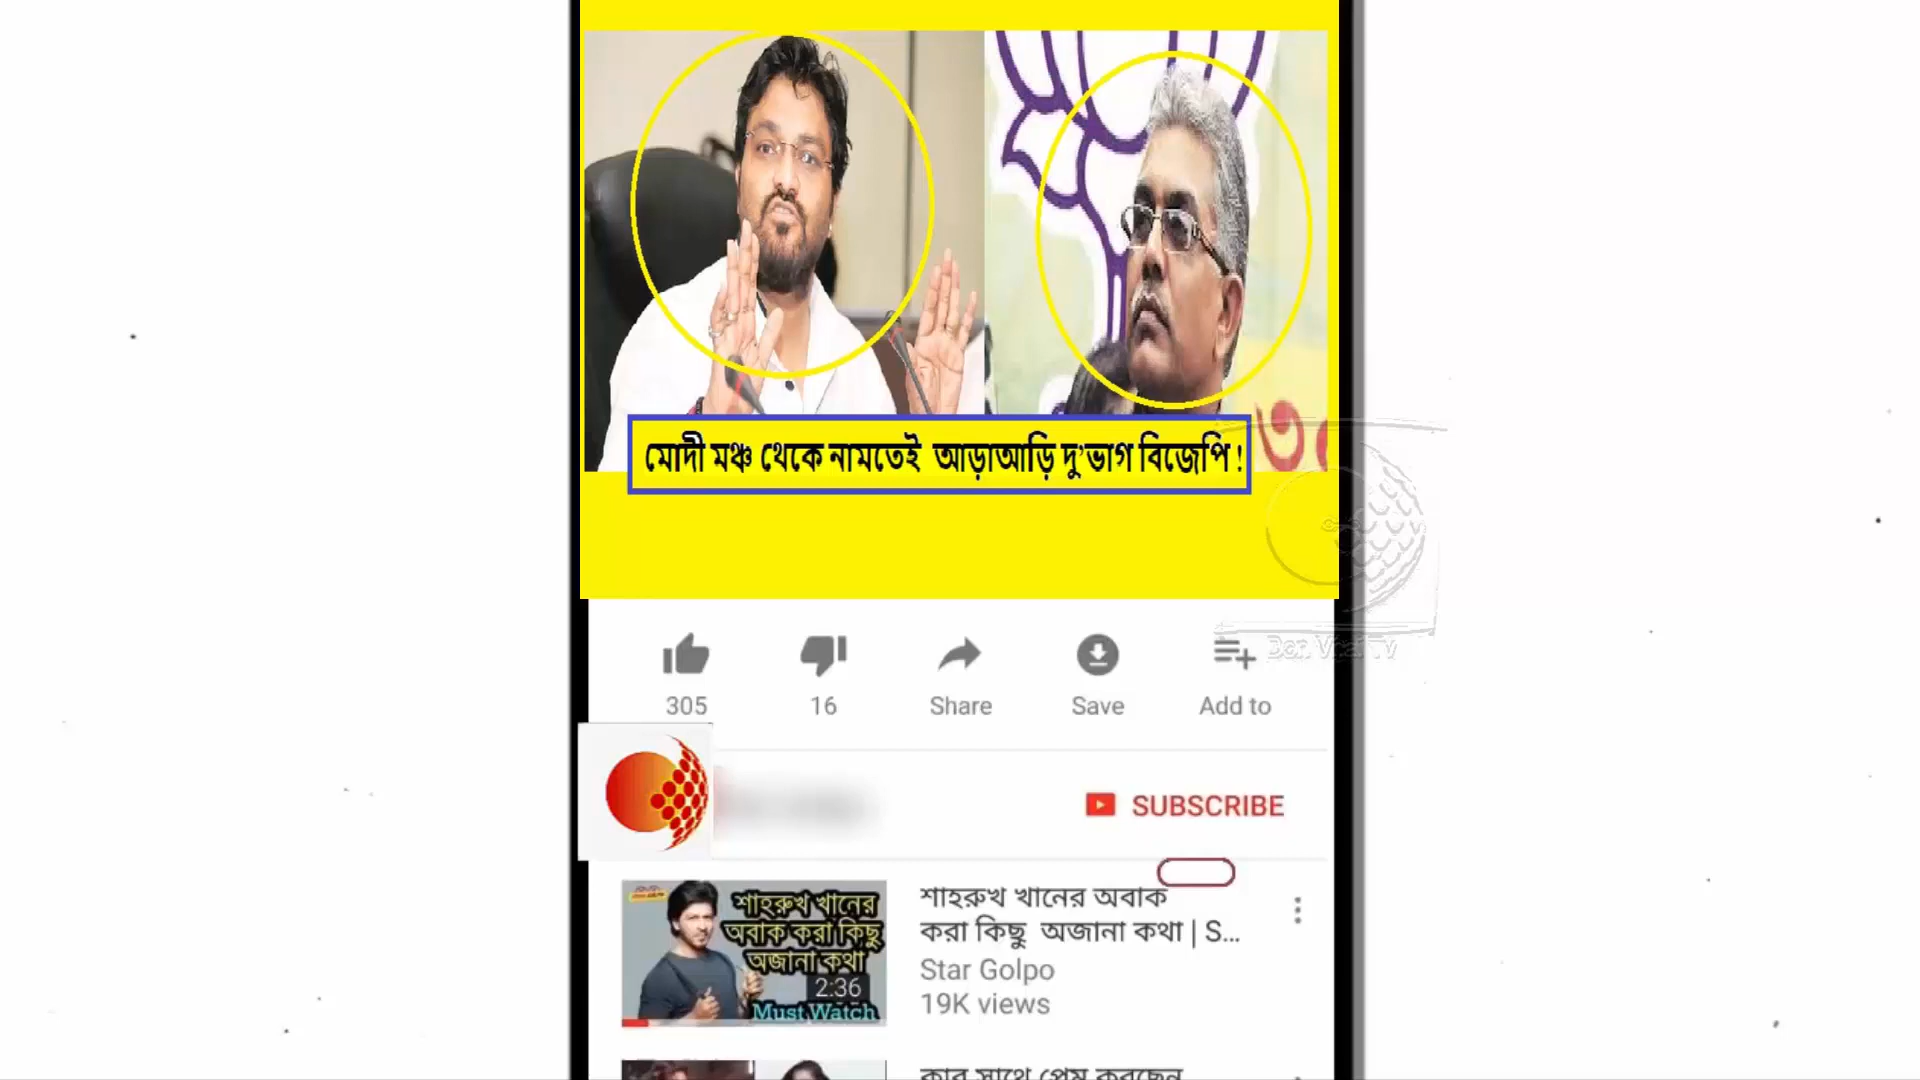 মোদী মঞ্চ থেকে নামতেই আড়াআড়ি দু'ভাগ বিজেপি!
305
16
Share
Save
Add to
SUBSCRIBE
শাহরুখ খানের
অবাক করা কিছু
অজানা কথা
2:36
Must Watch
শাহরুখ খানের অবাক
করা কিছু অজানা কথা | S...
Star Golpo
19K views
কার সাথে প্রেম করছেন